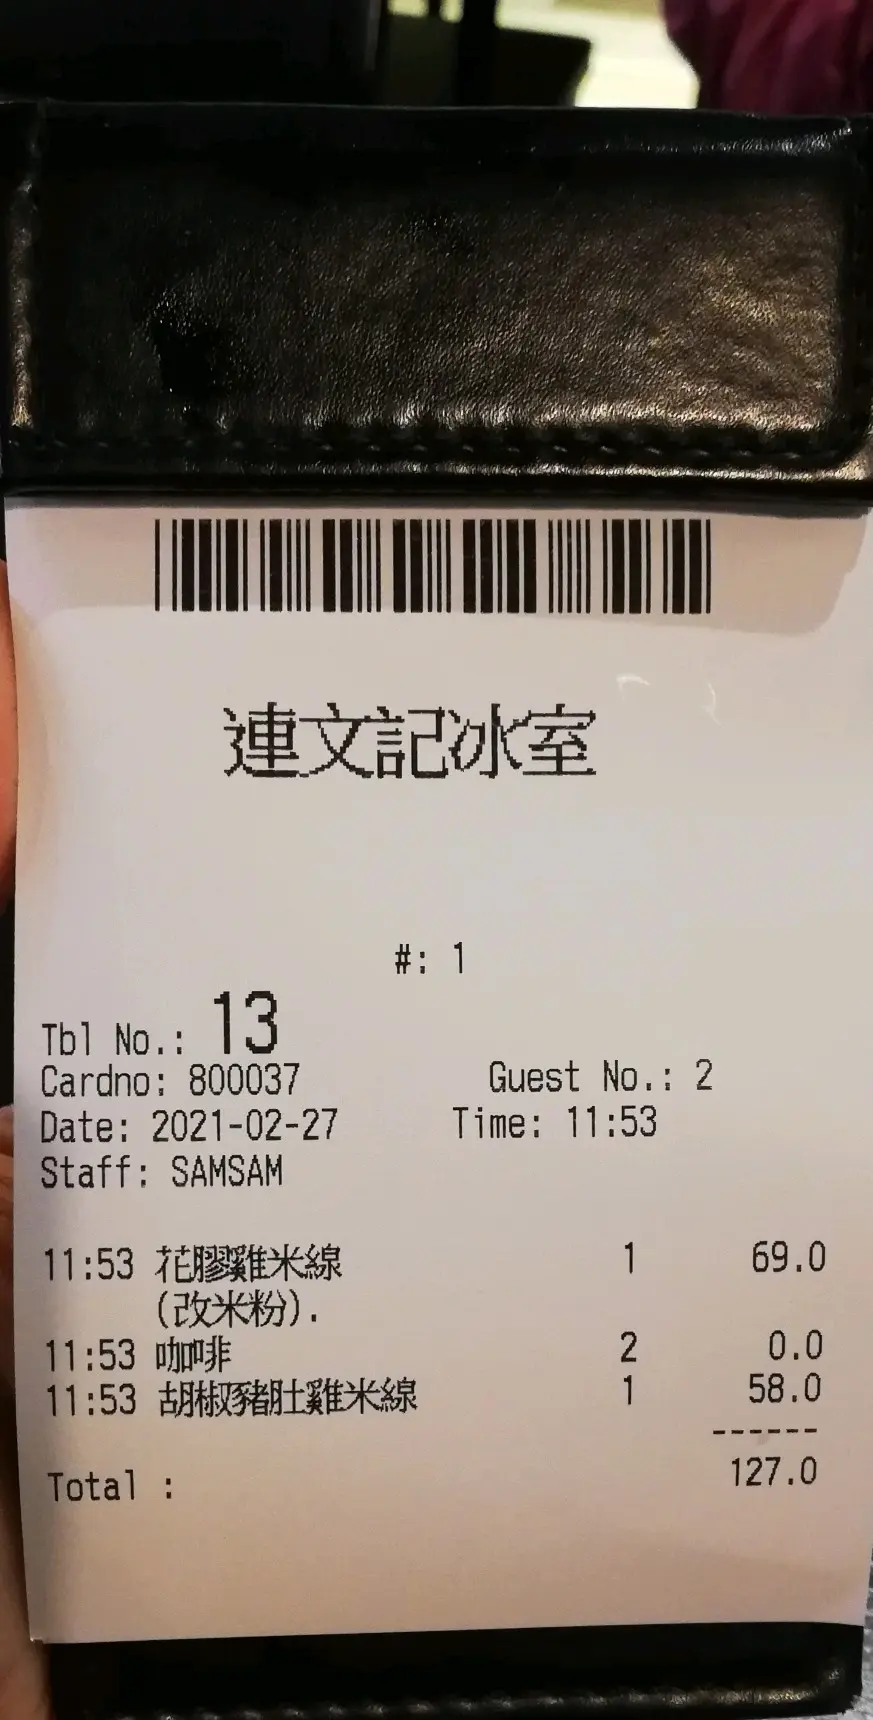 連文記冰室
#: 1
Tbl No.: 13
Cardno: 800037 Guest No.: 2
Date: 2021-02-27 Time: 11:53
Staff: SAMSAM
11:53 花膠雞米線 1 69.0
(改米粉).
11:53 咖啡 2 0.0
11:53 胡椒豬肚雞米線 1 58.0
------
Total : 127.0